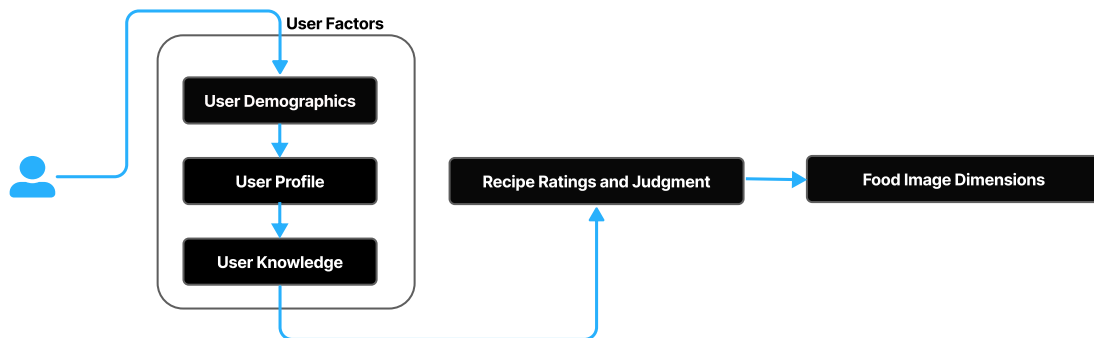 User Factors
User Demographics
User Profile
User Knowledge
Recipe Ratings and Judgment
Food Image Dimensions